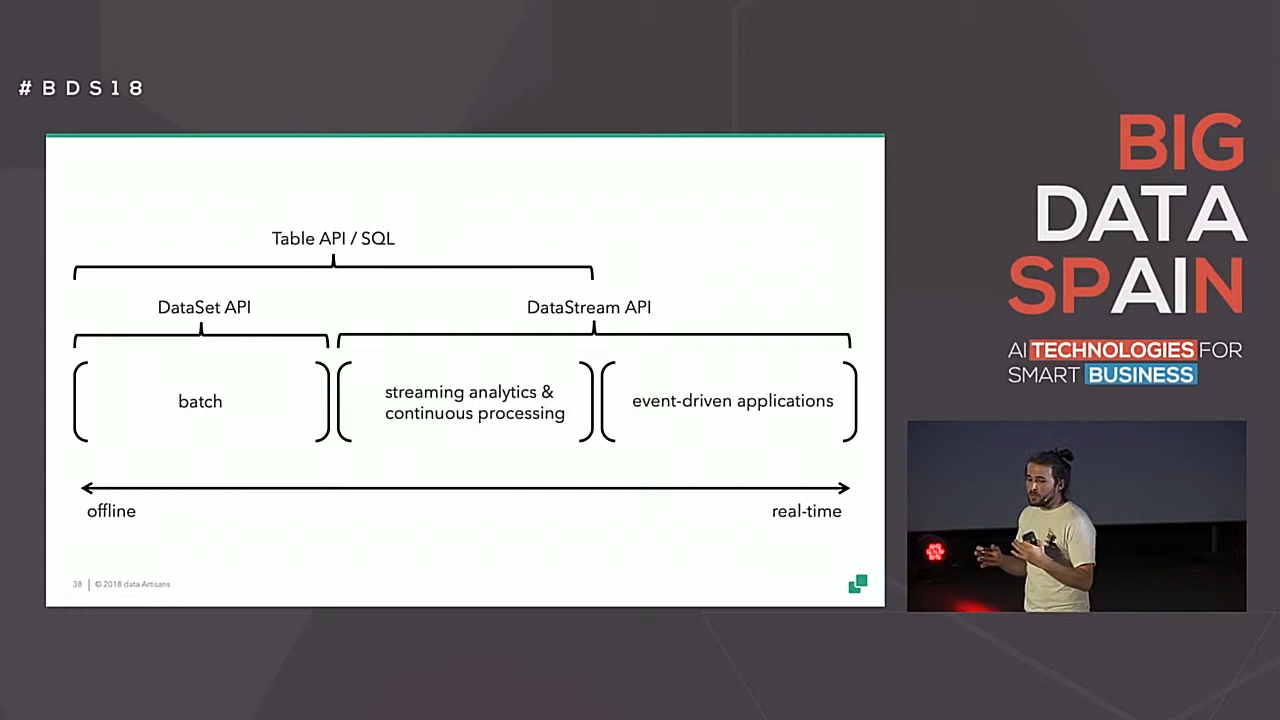 #BDS18
BIG
DATA
SPAIN
AI TECHNOLOGIES FOR
SMART BUSINESS
Table API / SQL
DataSet API
DataStream API
batch
streaming analytics &
continuous processing
event-driven applications
offline
real-time
38 | © 2018 data Artisans